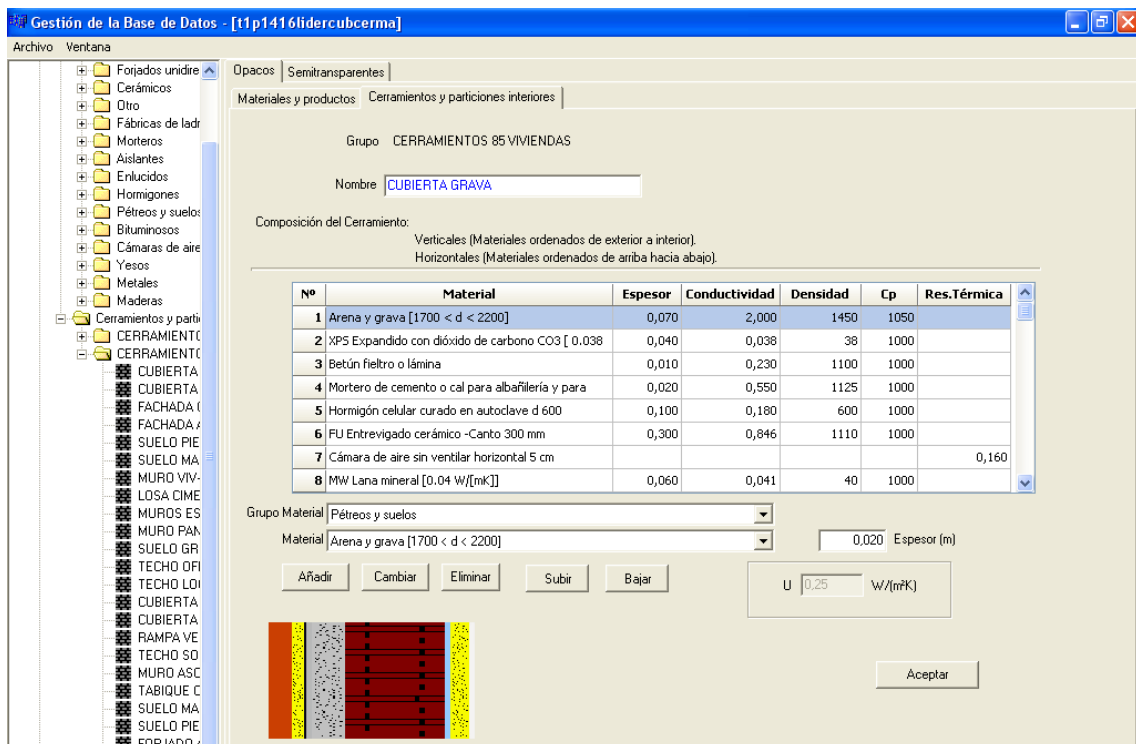 Gestión de la Base de Datos - [t1p1416lidercubcerma]
Archivo Ventana
Forjados unidire
Cerámicos
Otro
Fábricas de ladr
Morteros
Aislantes
Enlucidos
Hormigones
Pétreos y suelos
Bituminosos
Cámaras de aire
Yesos
Metales
Maderas
Cerramientos y parti
CERRAMIENTO
CERRAMIENTO
CUBIERTA
CUBIERTA
FACHADA (
FACHADA A
SUELO PIE
SUELO MA
MURO VIV-
LOSA CIME
MUROS ES
MURO PAN
SUELO GR
TECHO OFI
TECHO LOI
CUBIERTA
CUBIERTA
RAMPA VE
TECHO SO
MURO ASC
TABIQUE C
SUELO MA
SUELO PIE
FORJADO A
Opacos Semitransparentes
Materiales y productos Cerramientos y particiones interiores
Grupo CERRAMIENTOS 85 VIVIENDAS
Nombre CUBIERTA GRAVA
Composición del Cerramiento:
Verticales (Materiales ordenados de exterior a interior).
Horizontales (Materiales ordenados de arriba hacia abajo).
Nº Material Espesor Conductividad Densidad Cp Res.Térmica
1 Arena y grava [1700 < d < 2200] 0,070 2,000 1450 1050
2 XPS Expandido con dióxido de carbono CO3 [ 0.038 0,040 0,038 38 1000
3 Betún fieltro o lámina 0,010 0,230 1100 1000
4 Mortero de cemento o cal para albañilería y para 0,020 0,550 1125 1000
5 Hormigón celular curado en autoclave d 600 0,100 0,180 600 1000
6 FU Entrevigado cerámico -Canto 300 mm 0,300 0,846 1110 1000
7 Cámara de aire sin ventilar horizontal 5 cm 0,160
8 MW Lana mineral [0.04 W/[mK]] 0,060 0,041 40 1000
Grupo Material Pétreos y suelos
Material Arena y grava [1700 < d < 2200] 0,020 Espesor (m)
Añadir Cambiar Eliminar Subir Bajar
U 0,25 W/(m²K)
Aceptar